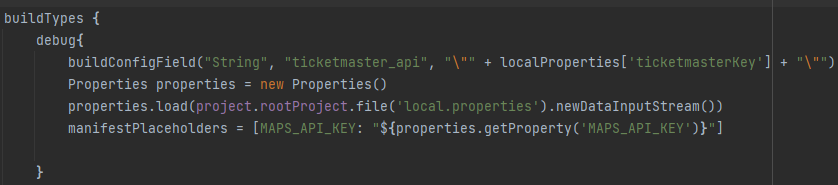 buildTypes {
debug{
buildConfigField("String", "ticketmaster_api", "\"" + localProperties['ticketmasterKey'] + "\"")
Properties properties = new Properties()
properties.load(project.rootProject.file('local.properties').newDataInputStream())
manifestPlaceholders = [MAPS_API_KEY: "${properties.getProperty('MAPS_API_KEY')}"]
}